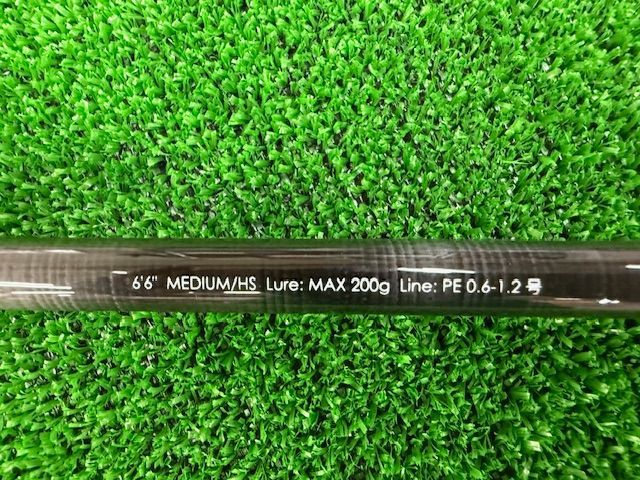 6'6" MEDIUM/HS Lure: MAX 200g Line: PE 0.6-1.2号